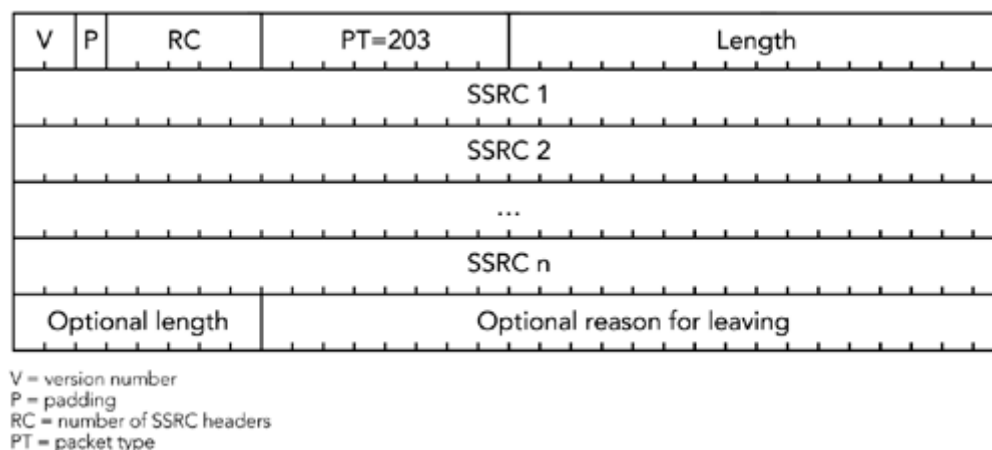 V P RC PT=203 Length
SSRC 1
SSRC 2
...
SSRC n
Optional length Optional reason for leaving
V = version number
P = padding
RC = number of SSRC headers
PT = packet type